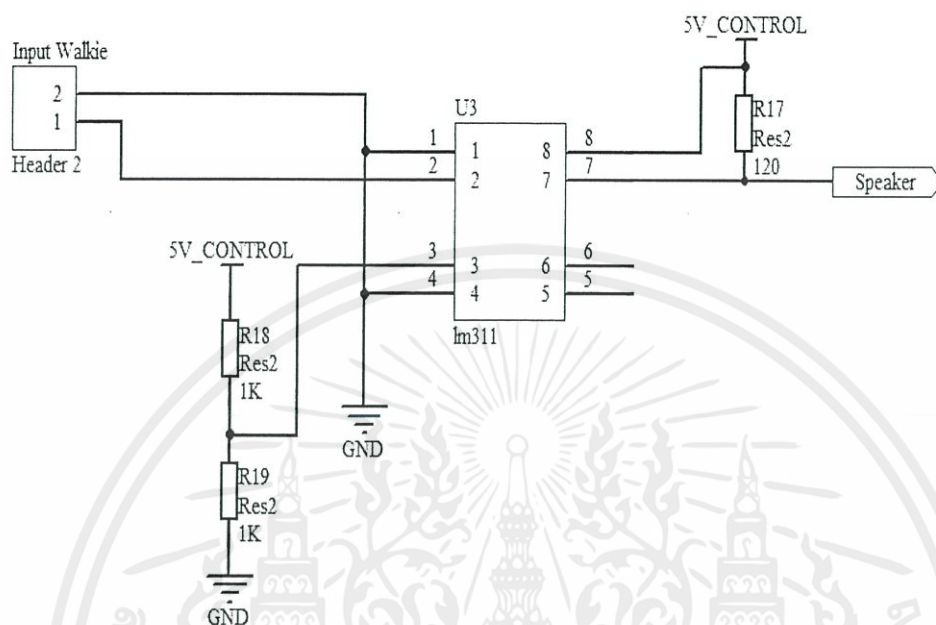 5V_CONTROL
Input Walkie
2
1
Header 2
U3
1
2
3
4
1
2
3
4
8
7
6
5
8
7
6
5
lm311
R17
Res2
120
Speaker
5V_CONTROL
R18
Res2
1K
R19
Res2
1K
GND
GND